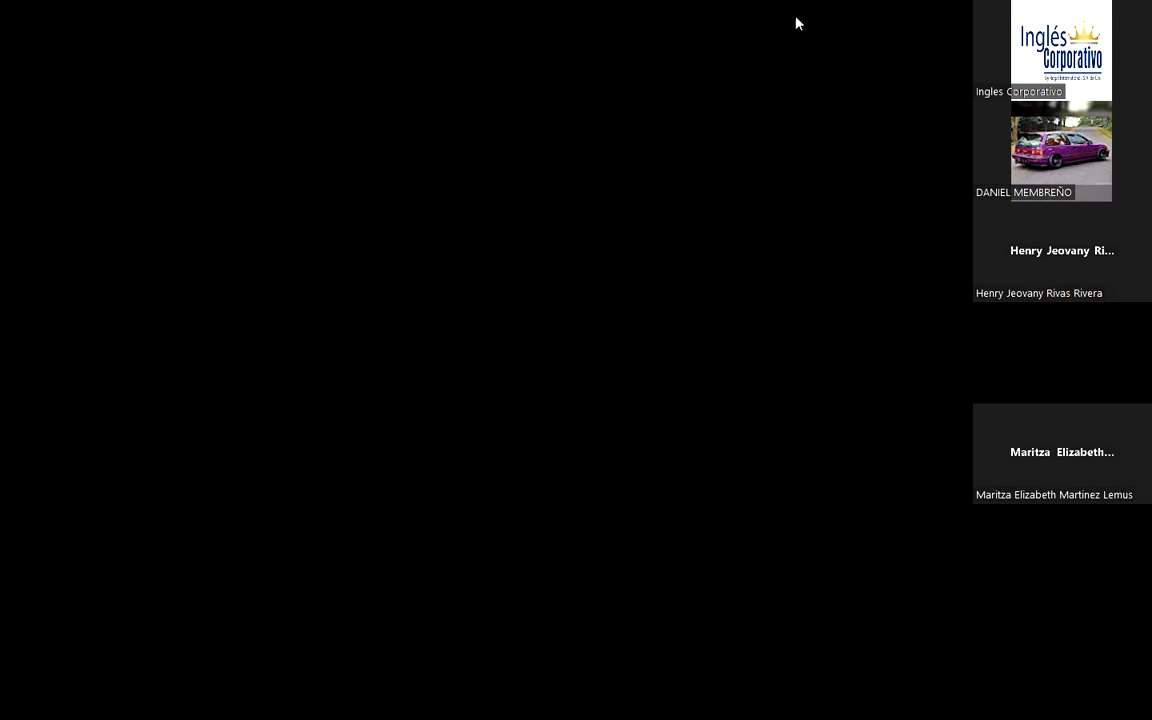 Inglés
Corporativo
Ingles Corporativo
DANIEL MEMBREÑO
Henry Jeovany Ri...
Henry Jeovany Rivas Rivera
Maritza Elizabeth...
Maritza Elizabeth Martinez Lemus